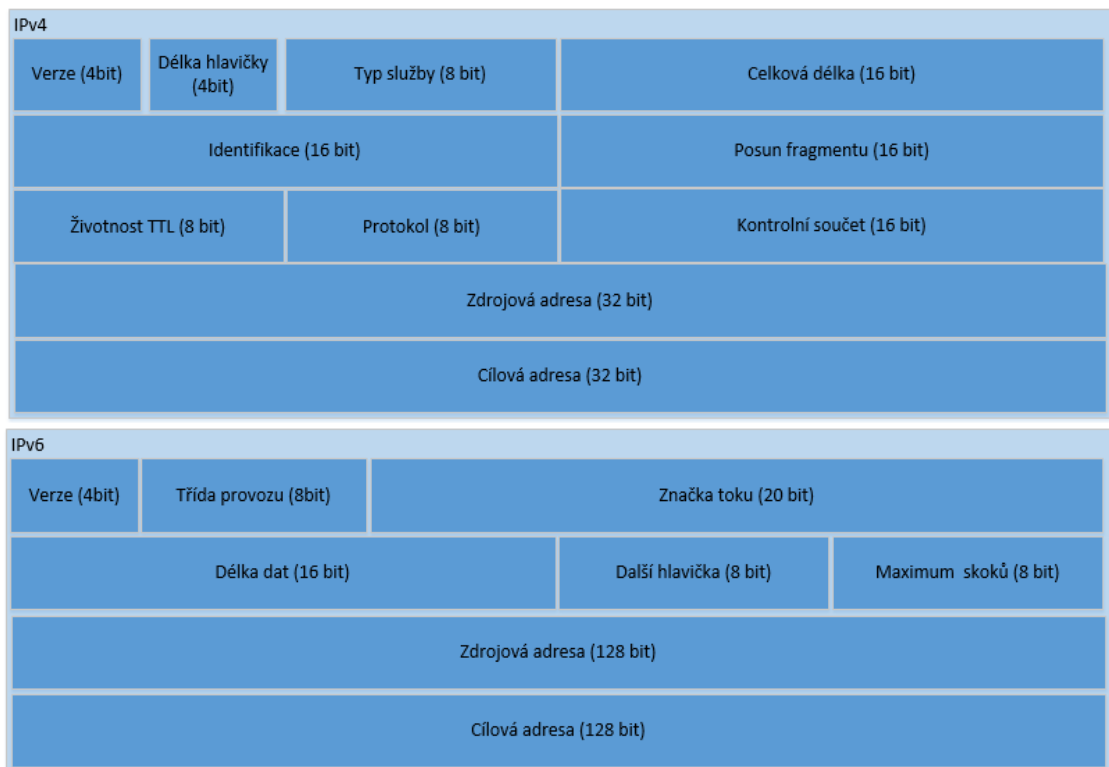 IPv4
Verze (4bit)
Délka hlavičky
(4bit)
Typ služby (8 bit)
Celková délka (16 bit)
Identifikace (16 bit)
Posun fragmentu (16 bit)
Životnost TTL (8 bit)
Protokol (8 bit)
Kontrolní součet (16 bit)
Zdrojová adresa (32 bit)
Cílová adresa (32 bit)
IPv6
Verze (4bit)
Třída provozu (8bit)
Značka toku (20 bit)
Délka dat (16 bit)
Další hlavička (8 bit)
Maximum skoků (8 bit)
Zdrojová adresa (128 bit)
Cílová adresa (128 bit)